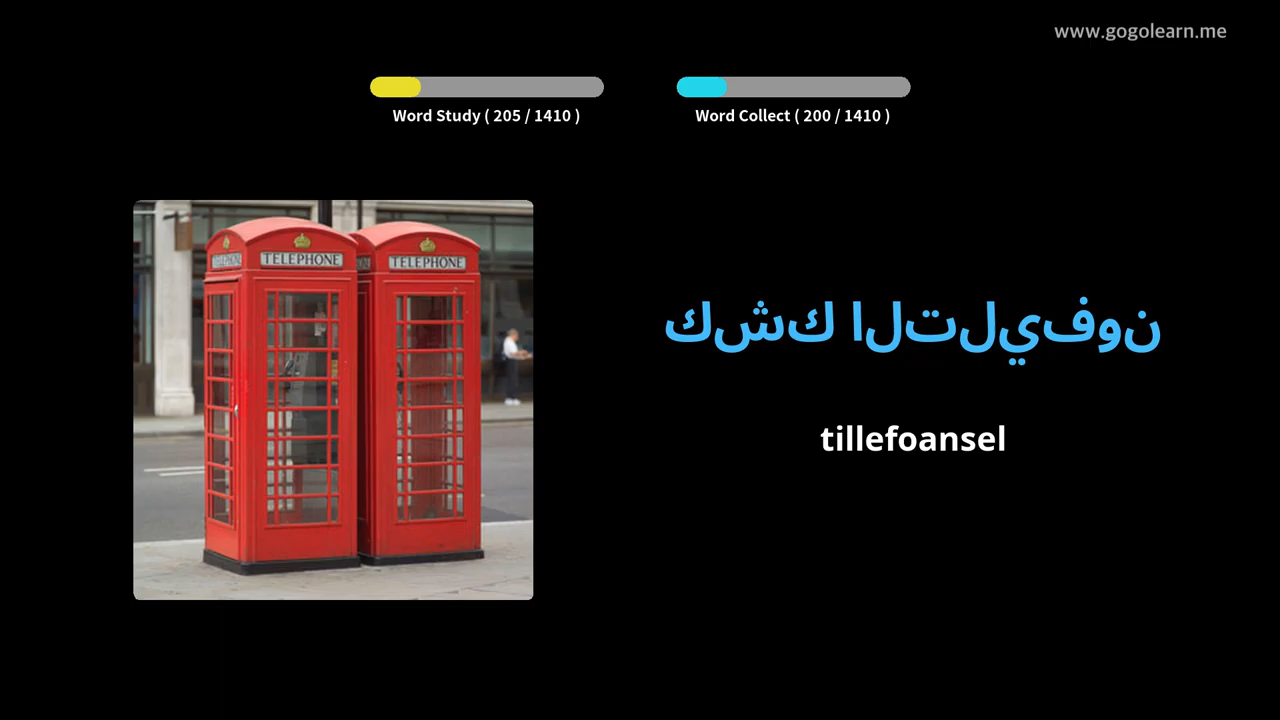 www.gogolearn.me
Word Study ( 205 / 1410 )
Word Collect ( 200 / 1410 )
TELEPHONE
TELEPHONE
كشك التليفون
tillefoansel